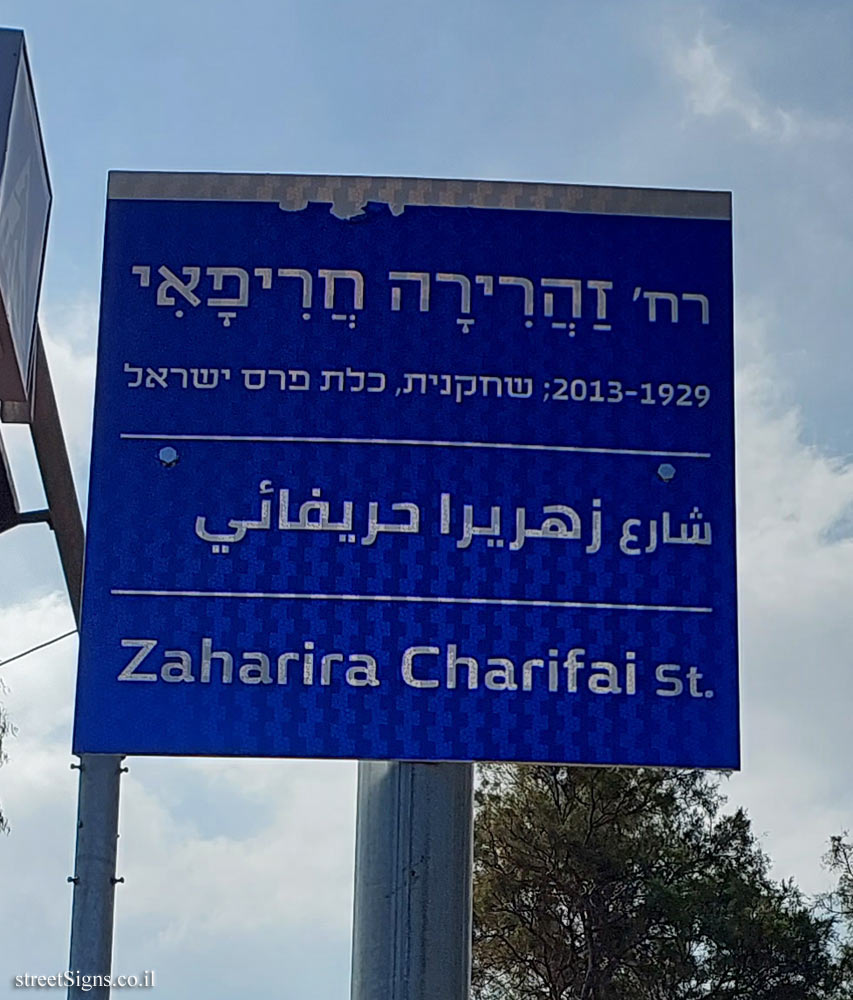 רח' זַהֲרִירָה חֲרִיפָאִי
2013-1929; שחקנית, כלת פרס ישראל
شارع زهريرا حريفائي
Zaharira Charifai St.
streetSigns.co.il